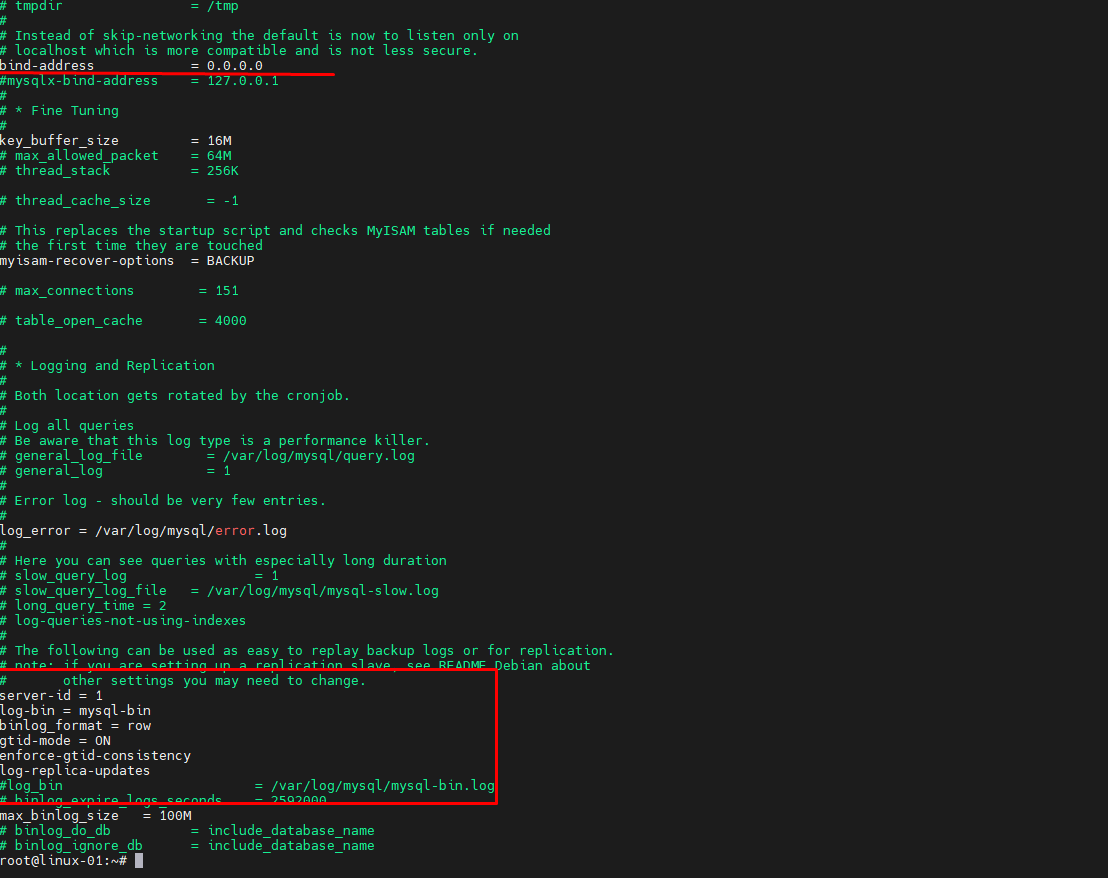 # tmpdir                = /tmp
#
# Instead of skip-networking the default is now to listen only on
# localhost which is more compatible and is not less secure.
bind-address            = 0.0.0.0
#mysqlx-bind-address    = 127.0.0.1
#
# * Fine Tuning
#
key_buffer_size         = 16M
# max_allowed_packet    = 64M
# thread_stack          = 256K

# thread_cache_size       = -1

# This replaces the startup script and checks MyISAM tables if needed
# the first time they are touched
myisam-recover-options  = BACKUP

# max_connections        = 151

# table_open_cache       = 4000

#
# * Logging and Replication
#
# Both location gets rotated by the cronjob.
#
# Log all queries
# Be aware that this log type is a performance killer.
# general_log_file        = /var/log/mysql/query.log
# general_log             = 1
#
# Error log - should be very few entries.
#
log_error = /var/log/mysql/error.log
#
# Here you can see queries with especially long duration
# slow_query_log                = 1
# slow_query_log_file   = /var/log/mysql/mysql-slow.log
# long_query_time = 2
# log-queries-not-using-indexes
#
# The following can be used as easy to replay backup logs or for replication.
# note: if you are setting up a replication slave, see README.Debian about
#       other settings you may need to change.
server-id = 1
log-bin = mysql-bin
binlog_format = row
gtid-mode = ON
enforce-gtid-consistency
log-replica-updates
#log_bin                        = /var/log/mysql/mysql-bin.log
# binlog_expire_logs_seconds    = 2592000
max_binlog_size   = 100M
# binlog_do_db          = include_database_name
# binlog_ignore_db      = include_database_name
root@linux-01:~#